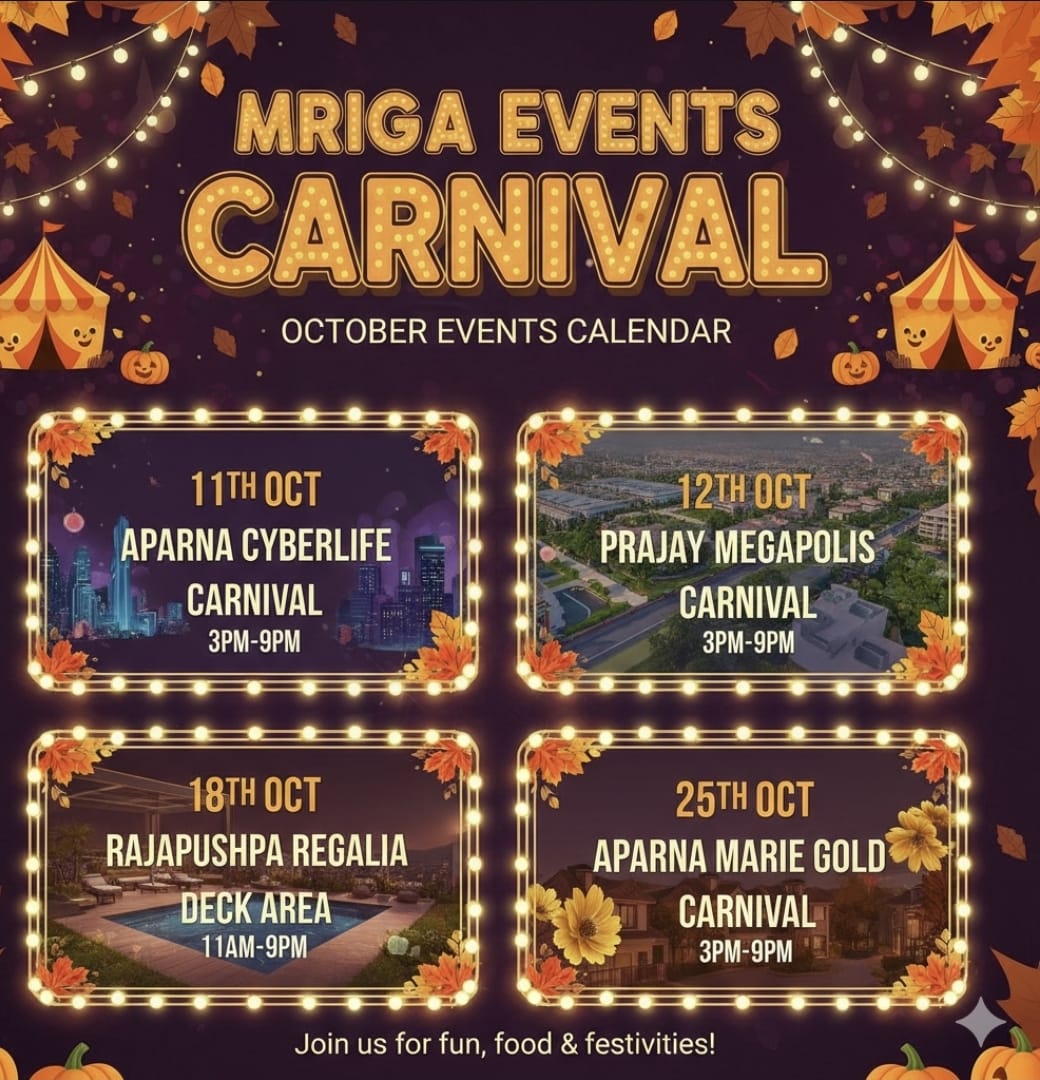 MRIGA EVENTS
CARNIVAL
OCTOBER EVENTS CALENDAR
11TH OCT
APARNA CYBERLIFE
CARNIVAL
3PM-9PM
12TH OCT
PRAJAY MEGAPOLIS
CARNIVAL
3PM-9PM
18TH OCT
RAJAPUSHPA REGALIA
DECK AREA
11AM-9PM
25TH OCT
APARNA MARIE GOLD
CARNIVAL
3PM-9PM
Join us for fun, food & festivities!